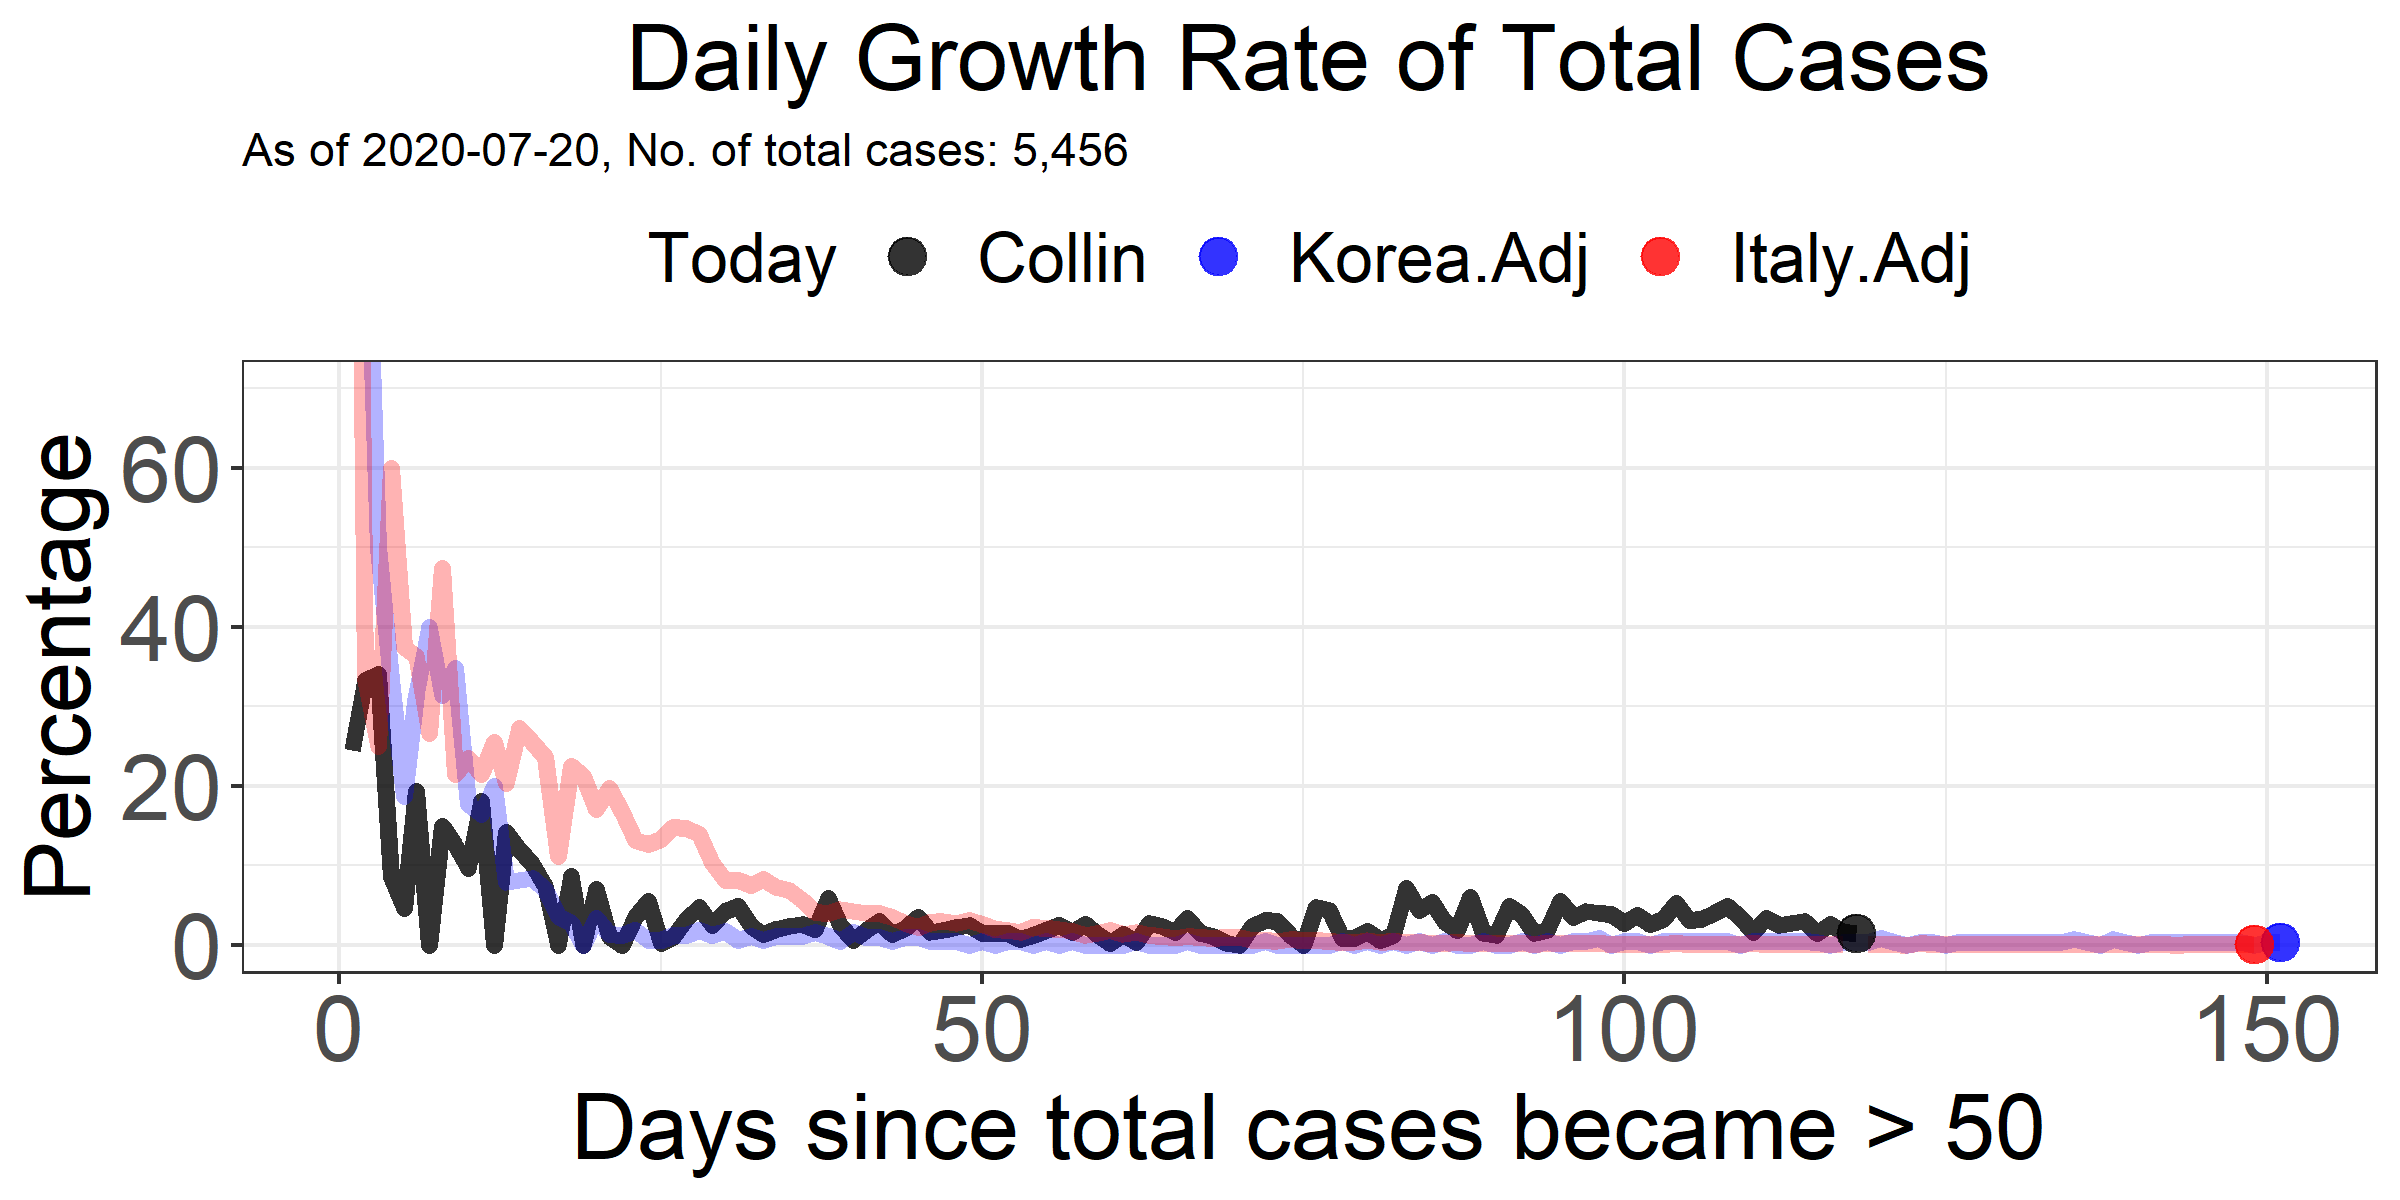 Daily Growth Rate of Total Cases
As of 2020-07-20, No. of total cases: 5,456
Today Collin Korea.Adj Italy.Adj
Percentage
60
40
20
0
0 50 100 150
Days since total cases became > 50